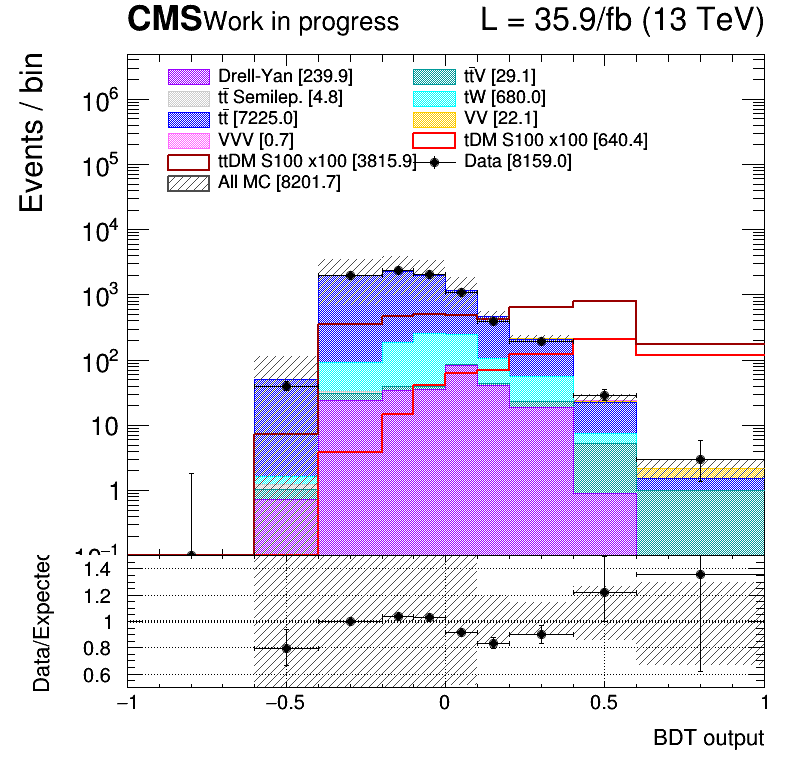 CMS Work in progress L = 35.9/fb (13 TeV)
Events / bin
Drell-Yan [239.9] tt̄V [29.1]
tt̄ Semilep. [4.8] tW [680.0]
tt̄ [7225.0] VV [22.1]
VVV [0.7] tDM S100 x100 [640.4]
ttDM S100 x100 [3815.9] Data [8159.0]
All MC [8201.7]
10⁶
10⁵
10⁴
10³
10²
10
1
10⁻¹
Data/Expected
1.4
1.2
1
0.8
0.6
−1 −0.5 0 0.5 1
BDT output